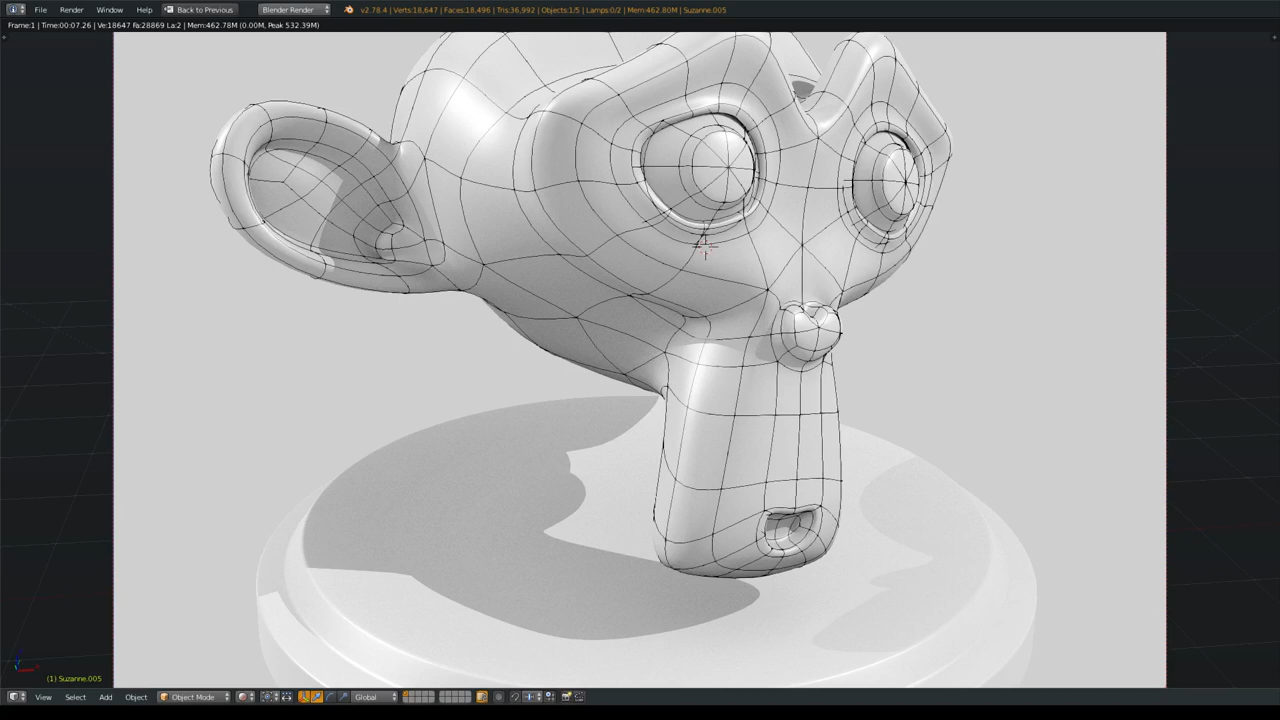 File Render Window Help Back to Previous Blender Render v2.78.4 | Verts:18,647 | Faces:18,496 | Tris:36,992 | Objects:1/5 | Lamps:0/2 | Mem:462.80M | Suzanne.005
Frame:1 | Time:00:07.26 | Ve:18647 Fa:28869 La:2 | Mem:462.78M (0.00M, Peak 532.39M)
(1) Suzanne.005
View Select Add Object Object Mode Global